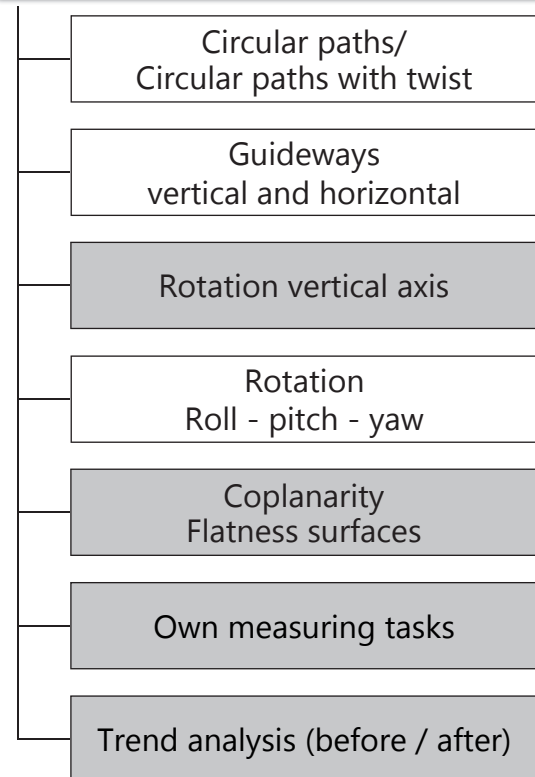 Circular paths/
Circular paths with twist
Guideways
vertical and horizontal
Rotation vertical axis
Rotation
Roll - pitch - yaw
Coplanarity
Flatness surfaces
Own measuring tasks
Trend analysis (before / after)